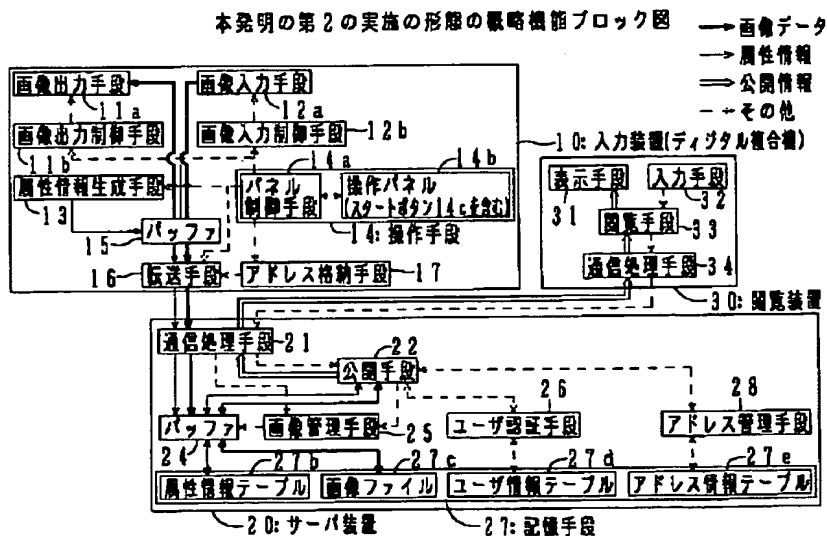 本発明の第2の実施の形態の概略機能ブロック図
画像データ
属性情報
公開情報
その他
画像出力手段
11a
画像入力手段
12a
画像出力制御手段
11b
画像入力制御手段
12b
10:入力装置(ディジタル複合機)
属性情報生成手段
13
14a
パネル
制御手段
14b
操作パネル
(スタートボタン14cを含む)
14:操作手段
バッファ
15
16
転送手段
アドレス格納手段
17
表示手段
31
入力手段
32
閲覧手段
33
通信処理手段
34
30:閲覧装置
通信処理手段
21
22
公開手段
バッファ
24
画像管理手段
25
26
ユーザ認証手段
28
アドレス管理手段
27b
属性情報テーブル
27c
画像ファイル
27d
ユーザ情報テーブル
27e
アドレス情報テーブル
20:サーバ装置
27:記憶手段